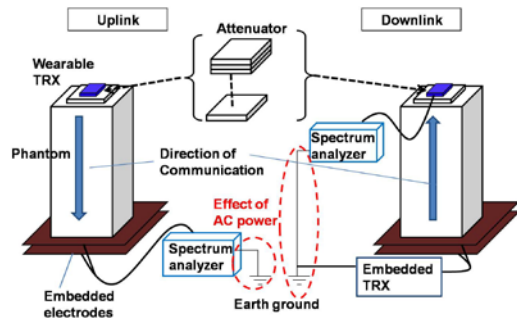 Uplink
Downlink
Attenuator
Wearable
TRX
Phantom
Direction of
Communication
Spectrum
analyzer
Effect of
AC power
Spectrum
analyzer
Embedded
TRX
Embedded
electrodes
Earth ground